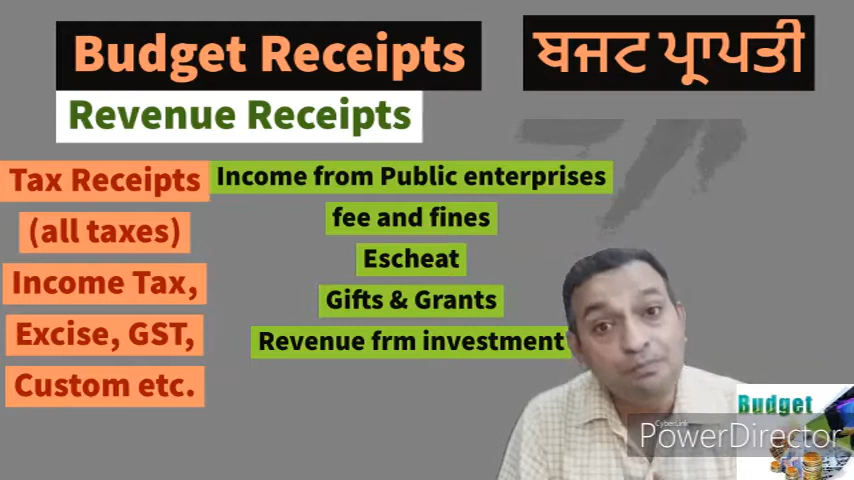 Budget Receipts
ਬਜਟ ਪ੍ਰਾਪਤੀ
Revenue Receipts
Tax Receipts
(all taxes)
Income Tax,
Excise, GST,
Custom etc.
Income from Public enterprises
fee and fines
Escheat
Gifts & Grants
Revenue frm investment
Budget
CyberLink
PowerDirector